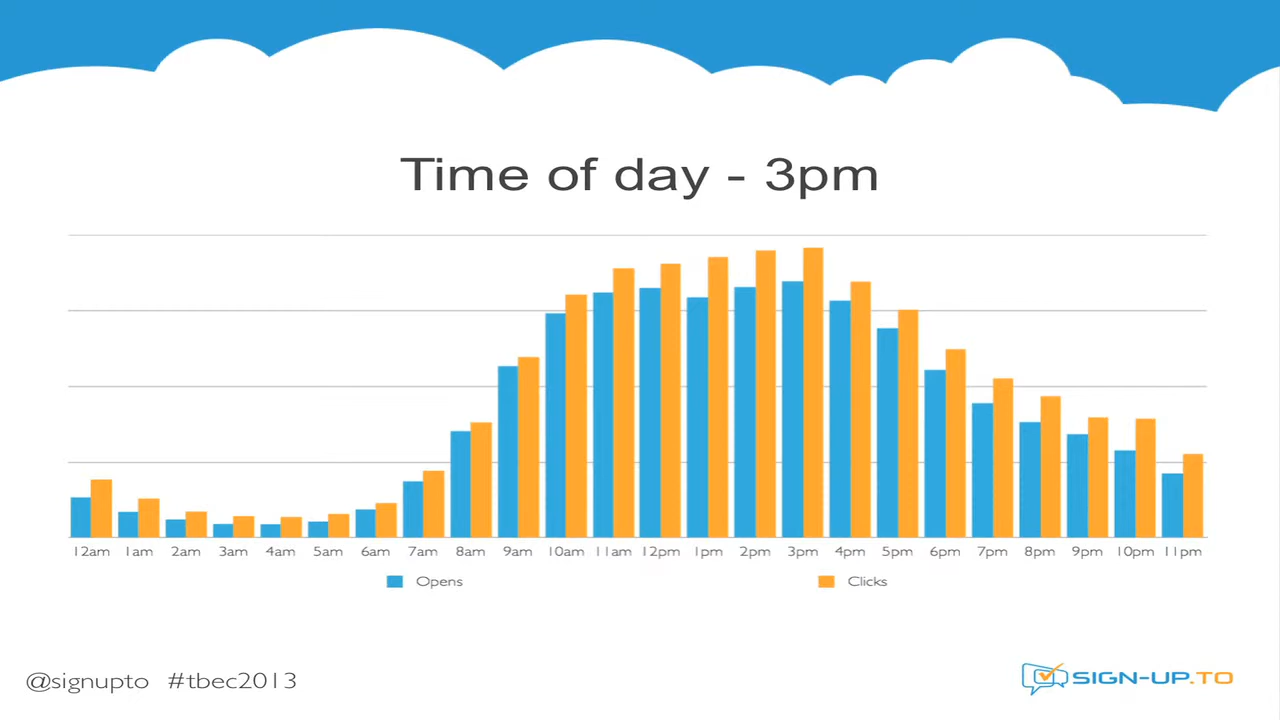 Time of day - 3pm
12am 1am 2am 3am 4am 5am 6am 7am 8am 9am 10am 11am 12pm 1pm 2pm 3pm 4pm 5pm 6pm 7pm 8pm 9pm 10pm 11pm
Opens Clicks
@signupto #tbec2013
SIGN-UP.TO